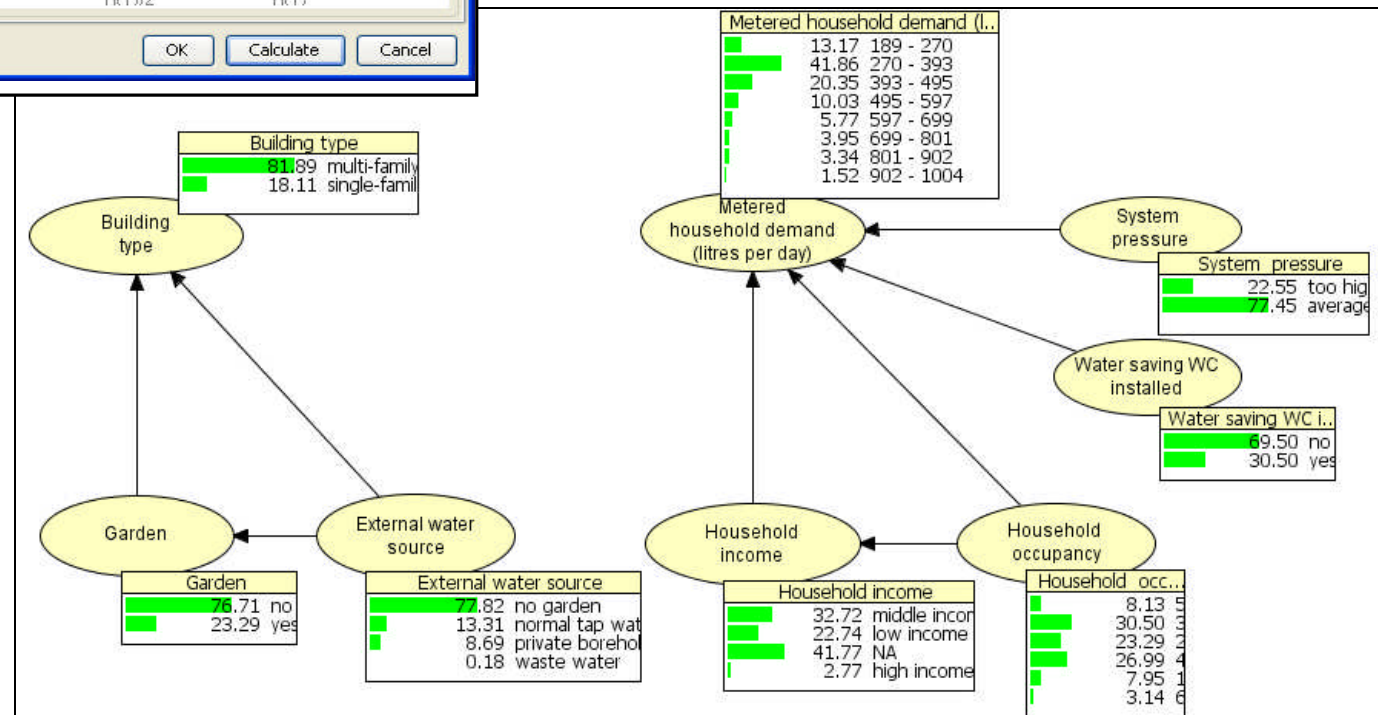 OK Calculate Cancel
Metered household demand (l..
13.17 189 - 270
41.86 270 - 393
20.35 393 - 495
10.03 495 - 597
5.77 597 - 699
3.95 699 - 801
3.34 801 - 902
1.52 902 - 1004
Building type
81.89 multi-family
18.11 single-famil
Building
type
Metered
household demand
(litres per day)
System
pressure
System pressure
22.55 too hig
77.45 average
Water saving WC
installed
Water saving WC i..
69.50 no
30.50 yes
Garden
External water
source
Household
income
Household
occupancy
Garden
76.71 no
23.29 yes
External water source
77.82 no garden
13.31 normal tap wat
8.69 private borehol
0.18 waste water
Household income
32.72 middle incor
22.74 low income
41.77 NA
2.77 high income
Household occ...
8.13 5
30.50 3
23.29 2
26.99 4
7.95 1
3.14 6